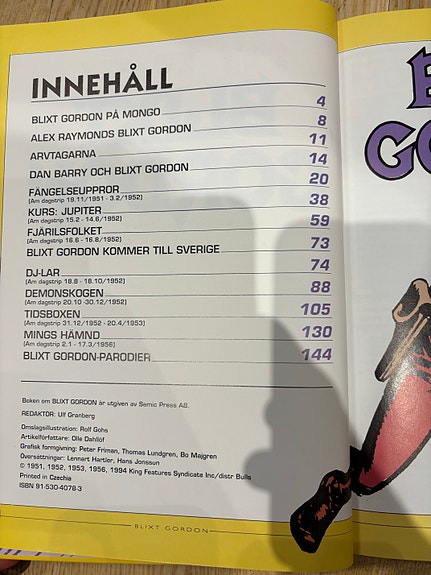 INNEHÅLL
BLIXT GORDON PÅ MONGO 4
ALEX RAYMONDS BLIXT GORDON 8
ARVTAGARNA 11
DAN BARRY OCH BLIXT GORDON 14
FÄNGELSEUPPROR 20
(Am dagstrip 19.11/1951 - 3.2/1952)
KURS: JUPITER 38
(Am dagstrip 15.2 - 14.6/1952)
FJÄRILSFOLKET 59
(Am dagstrip 16.6 - 16.8/1952)
BLIXT GORDON KOMMER TILL SVERIGE 73
DJ-LAR 74
(Am dagstrip 18.8 - 18.10/1952)
DEMONSKOGEN 88
(Am dagstrip 20.10 -30.12/1952)
TIDSBOXEN 105
(Am dagstrip 31.12/1952 - 20.4/1953)
MINGS HÄMND 130
(Am dagstrip 2.1 - 17.3/1956)
BLIXT GORDON-PARODIER 144
Boken om BLIXT GORDON är utgiven av Semic Press AB.
REDAKTÖR: Ulf Granberg
Omslagsillustration: Rolf Gohs
Artikelförfattare: Olle Dahllöf
Grafisk formgivning: Peter Friman, Thomas Lundgren, Bo Majgren
Översättningar: Lennart Hartler, Hans Jonsson
© 1951, 1952, 1953, 1956, 1994 King Features Syndicate Inc/distr Bulls
Printed in Czechia
ISBN 91-530-4078-3
BLIXT GORDON
GO